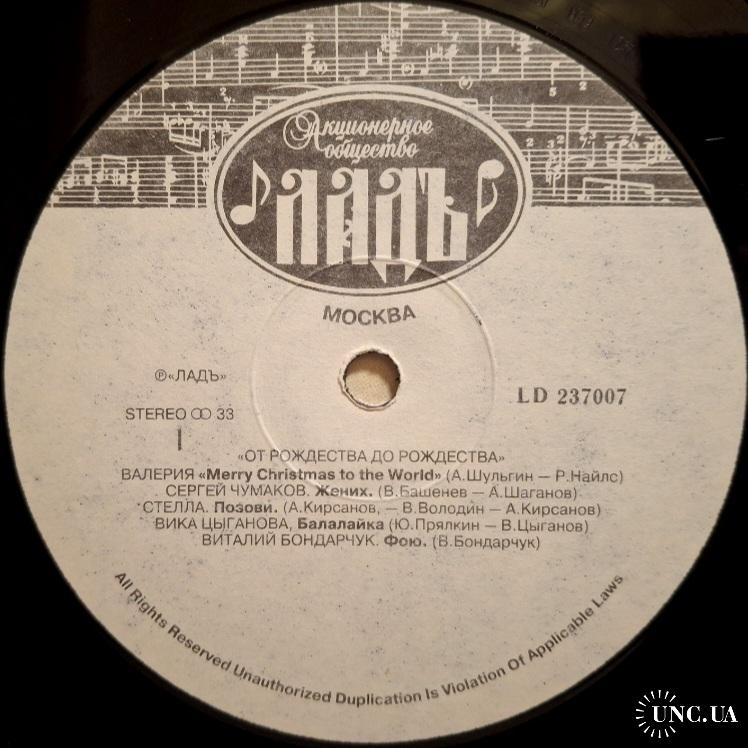 Акционерное
общество
ЛАДЪ
МОСКВА
℗«ЛАДЪ»
LD 237007
STEREO ꝏ 33
1
«ОТ РОЖДЕСТВА ДО РОЖДЕСТВА»
ВАЛЕРИЯ «Merry Christmas to the World» (А.Шульгин — Р.Найлс)
СЕРГЕЙ ЧУМАКОВ. Жених. (В.Башенев — А.Шаганов)
СТЕЛЛА. Позови. (А.Кирсанов, — В.Володин — А.Кирсанов)
ВИКА ЦЫГАНОВА, Балалайка (Ю.Прялкин — В.Цыганов)
ВИТАЛИЙ БОНДАРЧУК. Фою. (В.Бондарчук)
All Rights Reserved Unauthorized Duplication Is Violation Of Applicable Laws
UNC.UA